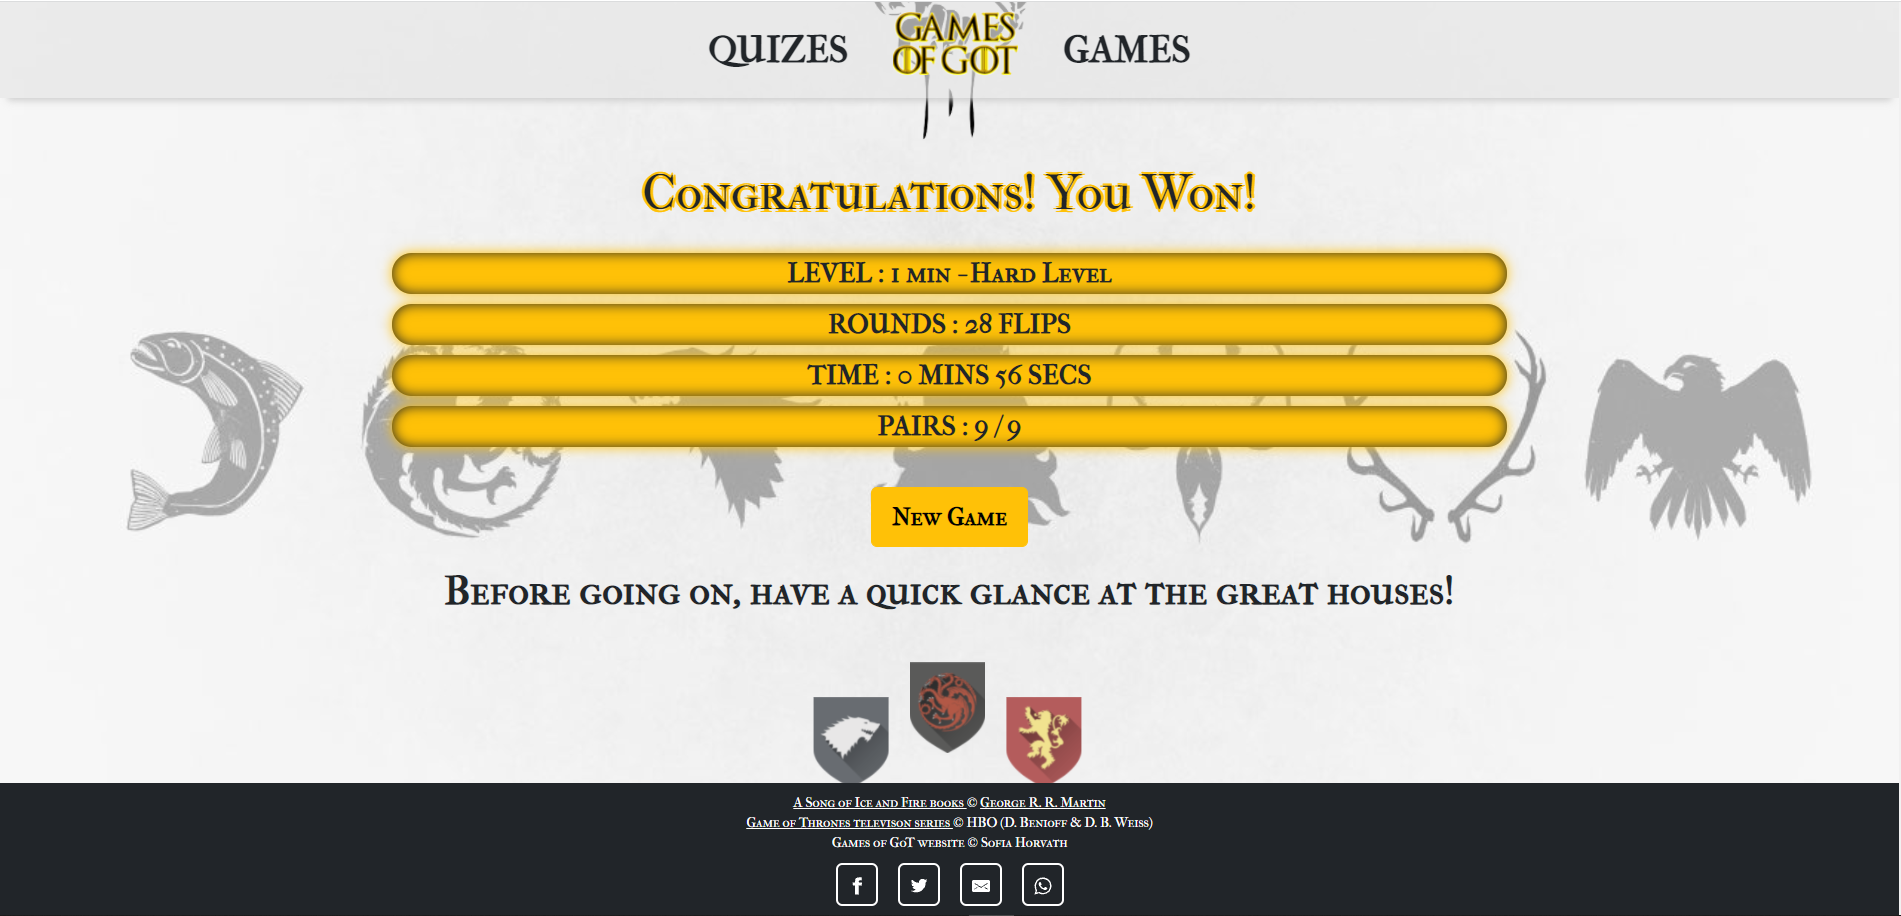 QUIZES
GAMES
OF GOT
GAMES
Congratulations! You Won!
LEVEL : 1 min -Hard Level
ROUNDS : 28 FLIPS
TIME : 0 MINS 56 SECS
PAIRS : 9 / 9
New Game
Before going on, have a quick glance at the great houses!
A Song of Ice and Fire books © George R. R. Martin
Game of Thrones televison series © HBO (D. Benioff & D. B. Weiss)
Games of GoT website © Sofia Horvath